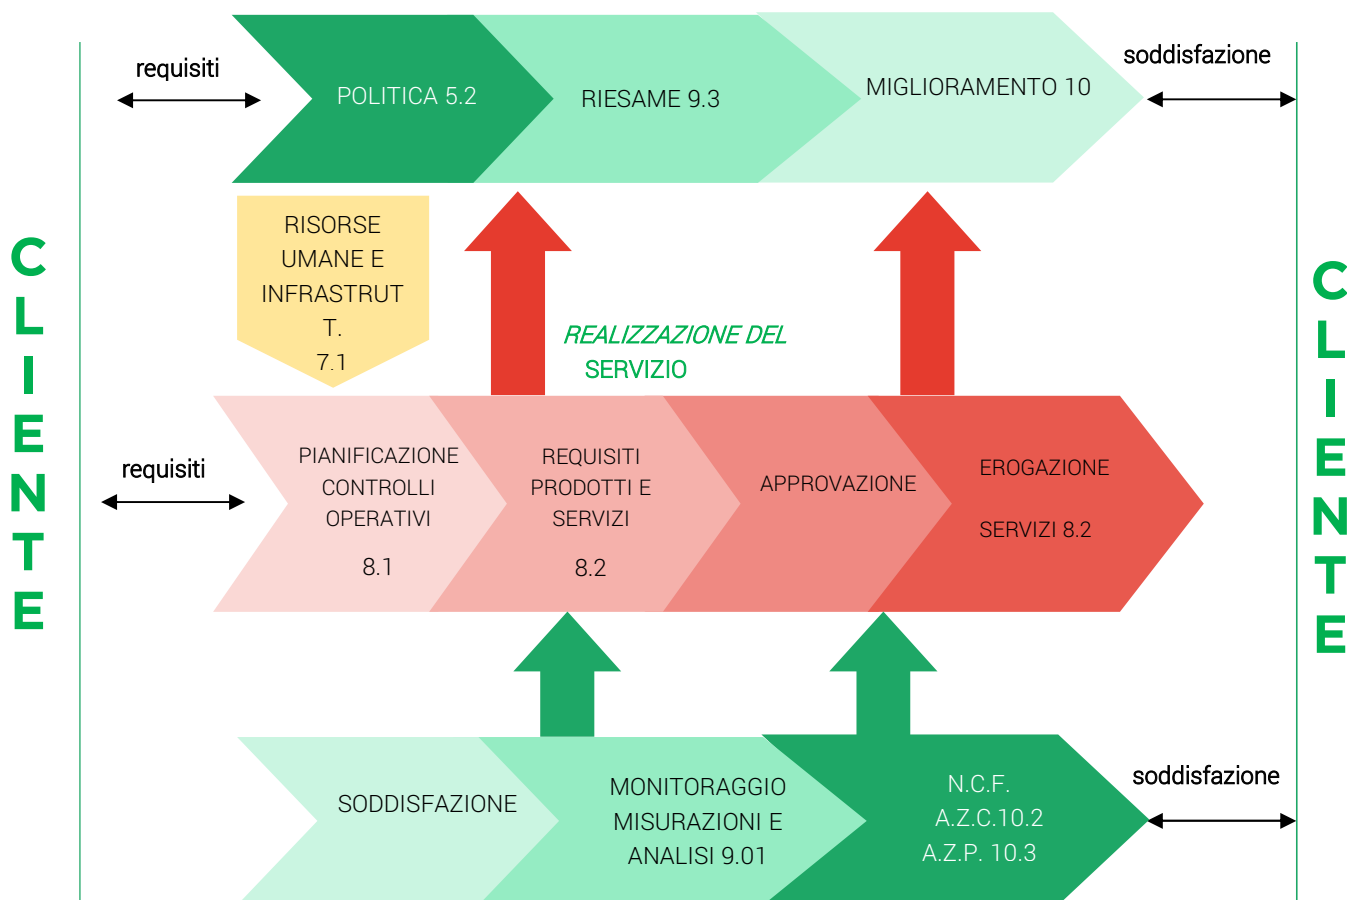 requisiti
POLITICA 5.2
RIESAME 9.3
MIGLIORAMENTO 10
soddisfazione
CLIENTE
RISORSE
UMANE E
INFRASTRUT
T.
7.1
REALIZZAZIONE DEL
SERVIZIO
CLIENTE
requisiti
PIANIFICAZIONE
CONTROLLI
OPERATIVI
8.1
REQUISITI
PRODOTTI E
SERVIZI
8.2
APPROVAZIONE
EROGAZIONE
SERVIZI 8.2
SODDISFAZIONE
MONITORAGGIO
MISURAZIONI E
ANALISI 9.01
N.C.F.
A.Z.C.10.2
A.Z.P. 10.3
soddisfazione